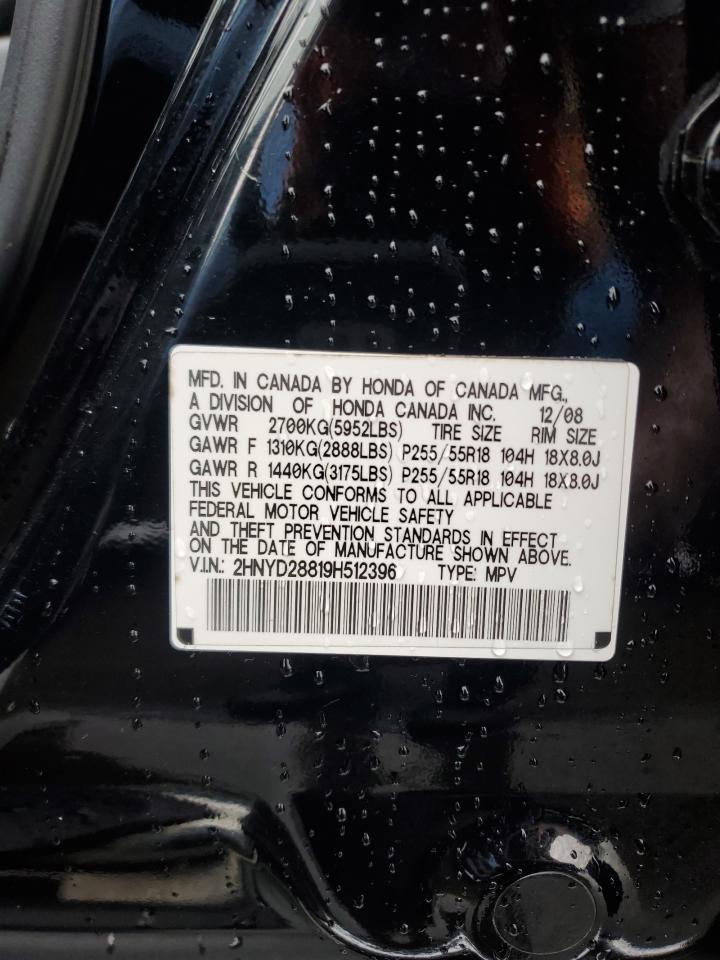 MFD. IN CANADA BY HONDA OF CANADA MFG.,
A DIVISION OF HONDA CANADA INC. 12/08
GVWR 2700KG(5952LBS) TIRE SIZE RIM SIZE
GAWR F 1310KG(2888LBS) P255/55R18 104H 18X8.0J
GAWR R 1440KG(3175LBS) P255/55R18 104H 18X8.0J
THIS VEHICLE CONFORMS TO ALL APPLICABLE
FEDERAL MOTOR VEHICLE SAFETY
AND THEFT PREVENTION STANDARDS IN EFFECT
ON THE DATE OF MANUFACTURE SHOWN ABOVE.
V.I.N.: 2HNYD28819H512396 TYPE: MPV